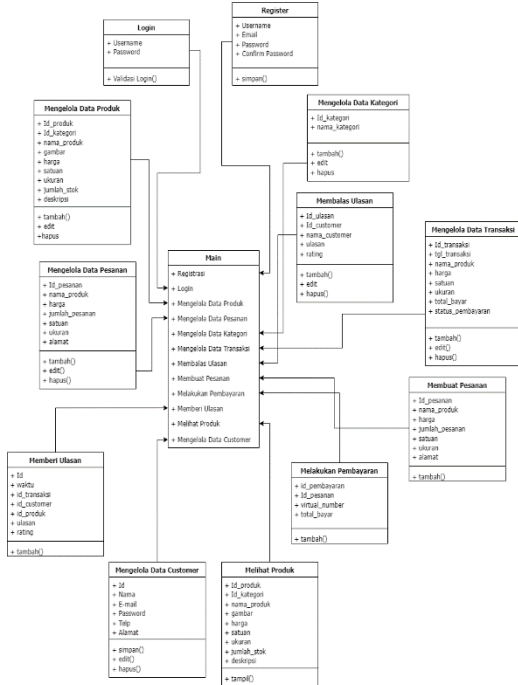 Login
+ Username
+ Password
+ Validasi Login()
Register
+ Username
+ Email
+ Password
+ Confirm Password
+ simpan()
Mengelola Data Produk
+ Id_produk
+ Id_kategori
+ nama_produk
+ gambar
+ harga
+ satuan
+ ukuran
+ jumlah_stok
+ deskripsi
+ tambah()
+ edit
+hapus
Mengelola Data Kategori
+ Id_kategori
+ nama_kategori
+ tambah()
+ edit
+ hapus
Membalas Ulasan
+ Id_ulasan
+ Id_customer
+ nama_customer
+ ulasan
+ rating
+ tambah()
+ edit
+ hapus()
Mengelola Data Transaksi
+ Id_transaksi
+ tgl_transaksi
+ nama_produk
+ harga
+ satuan
+ ukuran
+ total_bayar
+ status_pembayaran
+ tambah()
+ edit()
+ hapus()
Mengelola Data Pesanan
+ Id_pesanan
+ nama_produk
+ harga
+ jumlah_pesanan
+ satuan
+ ukuran
+ alamat
+ tambah()
+ edit()
+ hapus()
Main
+ Registrasi
+ Login
+ Mengelola Data Produk
+ Mengelola Data Pesanan
+ Mengelola Data Kategori
+ Mengelola Data Transaksi
+ Membalas Ulasan
+ Membuat Pesanan
+ Melakukan Pembayaran
+ Memberi Ulasan
+ Melihat Produk
+ Mengelola Data Customer
Membuat Pesanan
+ Id_pesanan
+ nama_produk
+ harga
+ jumlah_pesanan
+ satuan
+ ukuran
+ alamat
+ tambah()
Memberi Ulasan
+ Id
+ waktu
+ id_transaksi
+ id_customer
+ id_produk
+ ulasan
+ rating
+ tambah()
Melakukan Pembayaran
+ id_pembayaran
+ Id_pesanan
+ virtual_number
+ total_bayar
+ tambah()
Mengelola Data Customer
+ Id
+ Nama
+ E-mail
+ Password
+ Telp
+ Alamat
+ simpan()
+ edit()
+ hapus()
Melihat Produk
+ Id_produk
+ Id_kategori
+ nama_produk
+ gambar
+ harga
+ satuan
+ ukuran
+ jumlah_stok
+ deskripsi
+ tampil()